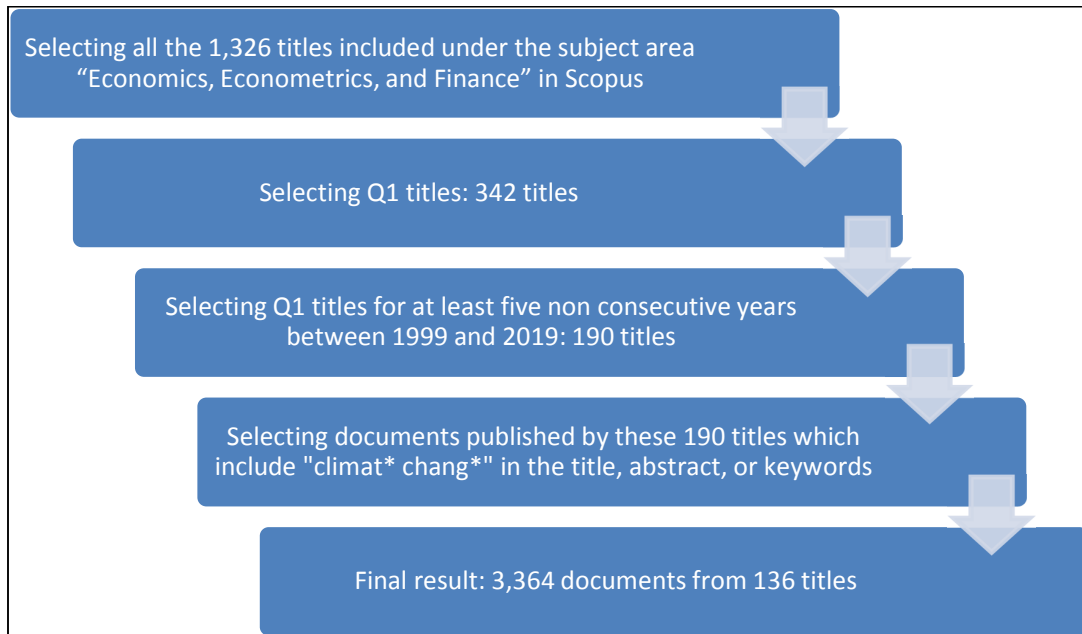 Selecting all the 1,326 titles included under the subject area
“Economics, Econometrics, and Finance” in Scopus
Selecting Q1 titles: 342 titles
Selecting Q1 titles for at least five non consecutive years
between 1999 and 2019: 190 titles
Selecting documents published by these 190 titles which
include "climat* chang*" in the title, abstract, or keywords
Final result: 3,364 documents from 136 titles